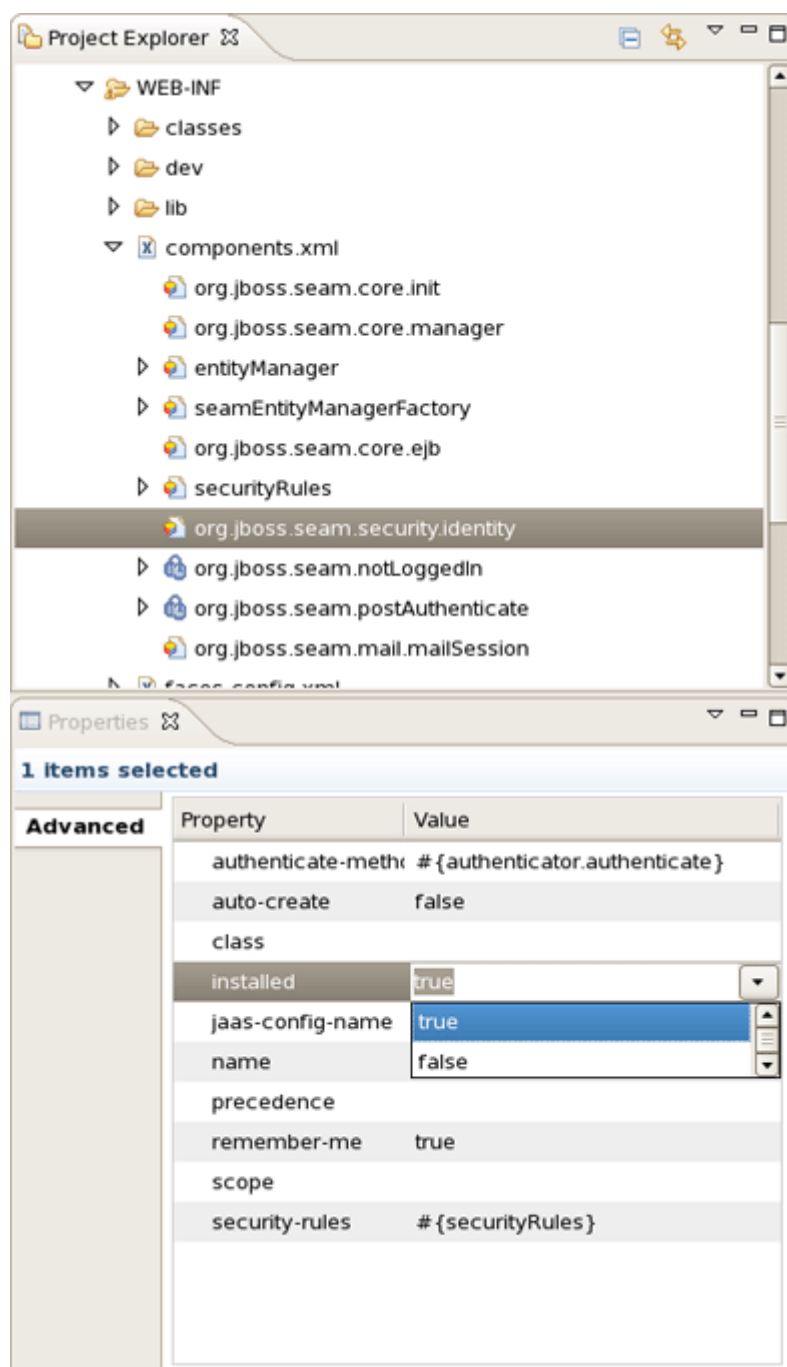 Project Explorer
WEB-INF
classes
dev
lib
components.xml
org.jboss.seam.core.init
org.jboss.seam.core.manager
entityManager
seamEntityManagerFactory
org.jboss.seam.core.ejb
securityRules
org.jboss.seam.security.identity
org.jboss.seam.notLoggedIn
org.jboss.seam.postAuthenticate
org.jboss.seam.mail.mailSession
faces-config.xml
Properties
1 items selected
Advanced
Property Value
authenticate-metho #{authenticator.authenticate}
auto-create false
class
installed true
jaas-config-name true
name false
precedence
remember-me true
scope
security-rules #{securityRules}